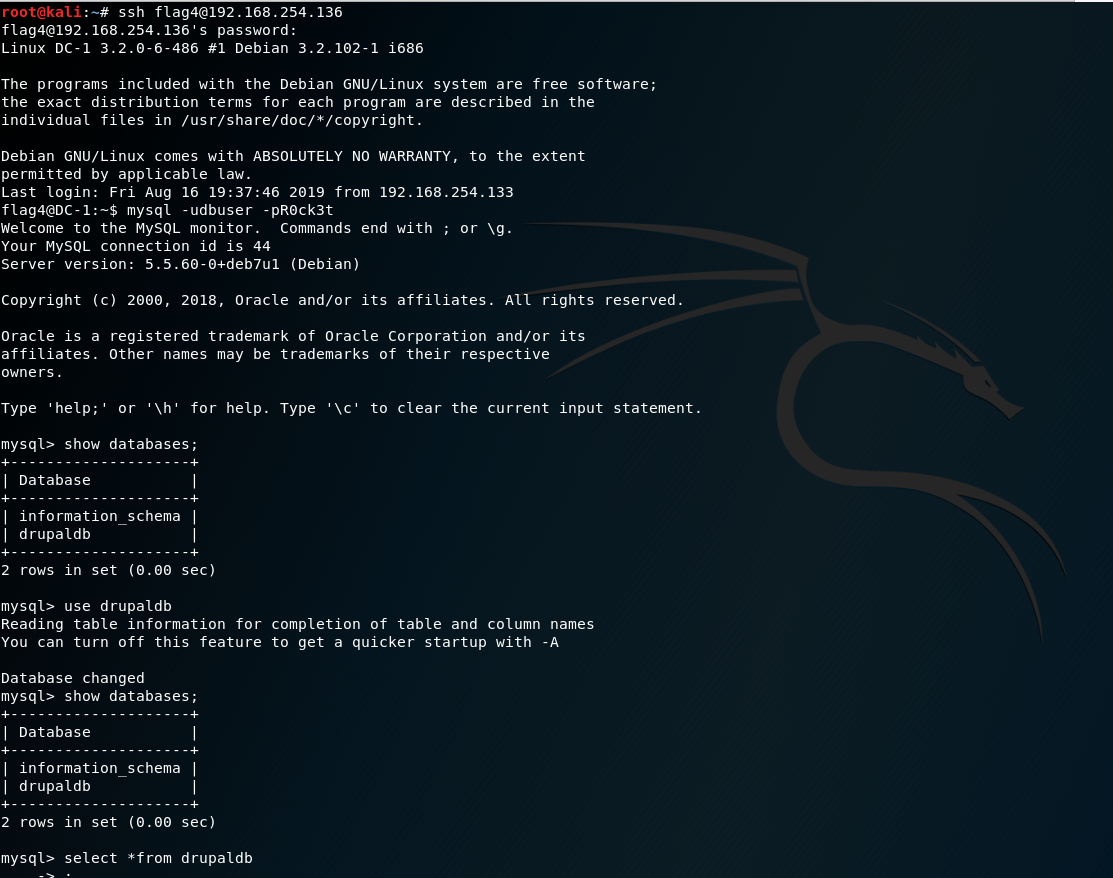 root@kali:~# ssh flag4@192.168.254.136
flag4@192.168.254.136's password:
Linux DC-1 3.2.0-6-486 #1 Debian 3.2.102-1 i686
The programs included with the Debian GNU/Linux system are free software;
the exact distribution terms for each program are described in the
individual files in /usr/share/doc/*/copyright.
Debian GNU/Linux comes with ABSOLUTELY NO WARRANTY, to the extent
permitted by applicable law.
Last login: Fri Aug 16 19:37:46 2019 from 192.168.254.133
flag4@DC-1:~$ mysql -udbuser -pR0ck3t
Welcome to the MySQL monitor.  Commands end with ; or \g.
Your MySQL connection id is 44
Server version: 5.5.60-0+deb7u1 (Debian)
Copyright (c) 2000, 2018, Oracle and/or its affiliates. All rights reserved.
Oracle is a registered trademark of Oracle Corporation and/or its
affiliates. Other names may be trademarks of their respective
owners.
Type 'help;' or '\h' for help. Type '\c' to clear the current input statement.
mysql> show databases;
+--------------------+
| Database           |
+--------------------+
| information_schema |
| drupaldb           |
+--------------------+
2 rows in set (0.00 sec)
mysql> use drupaldb
Reading table information for completion of table and column names
You can turn off this feature to get a quicker startup with -A
Database changed
mysql> show databases;
+--------------------+
| Database           |
+--------------------+
| information_schema |
| drupaldb           |
+--------------------+
2 rows in set (0.00 sec)
mysql> select *from drupaldb
    -> ;